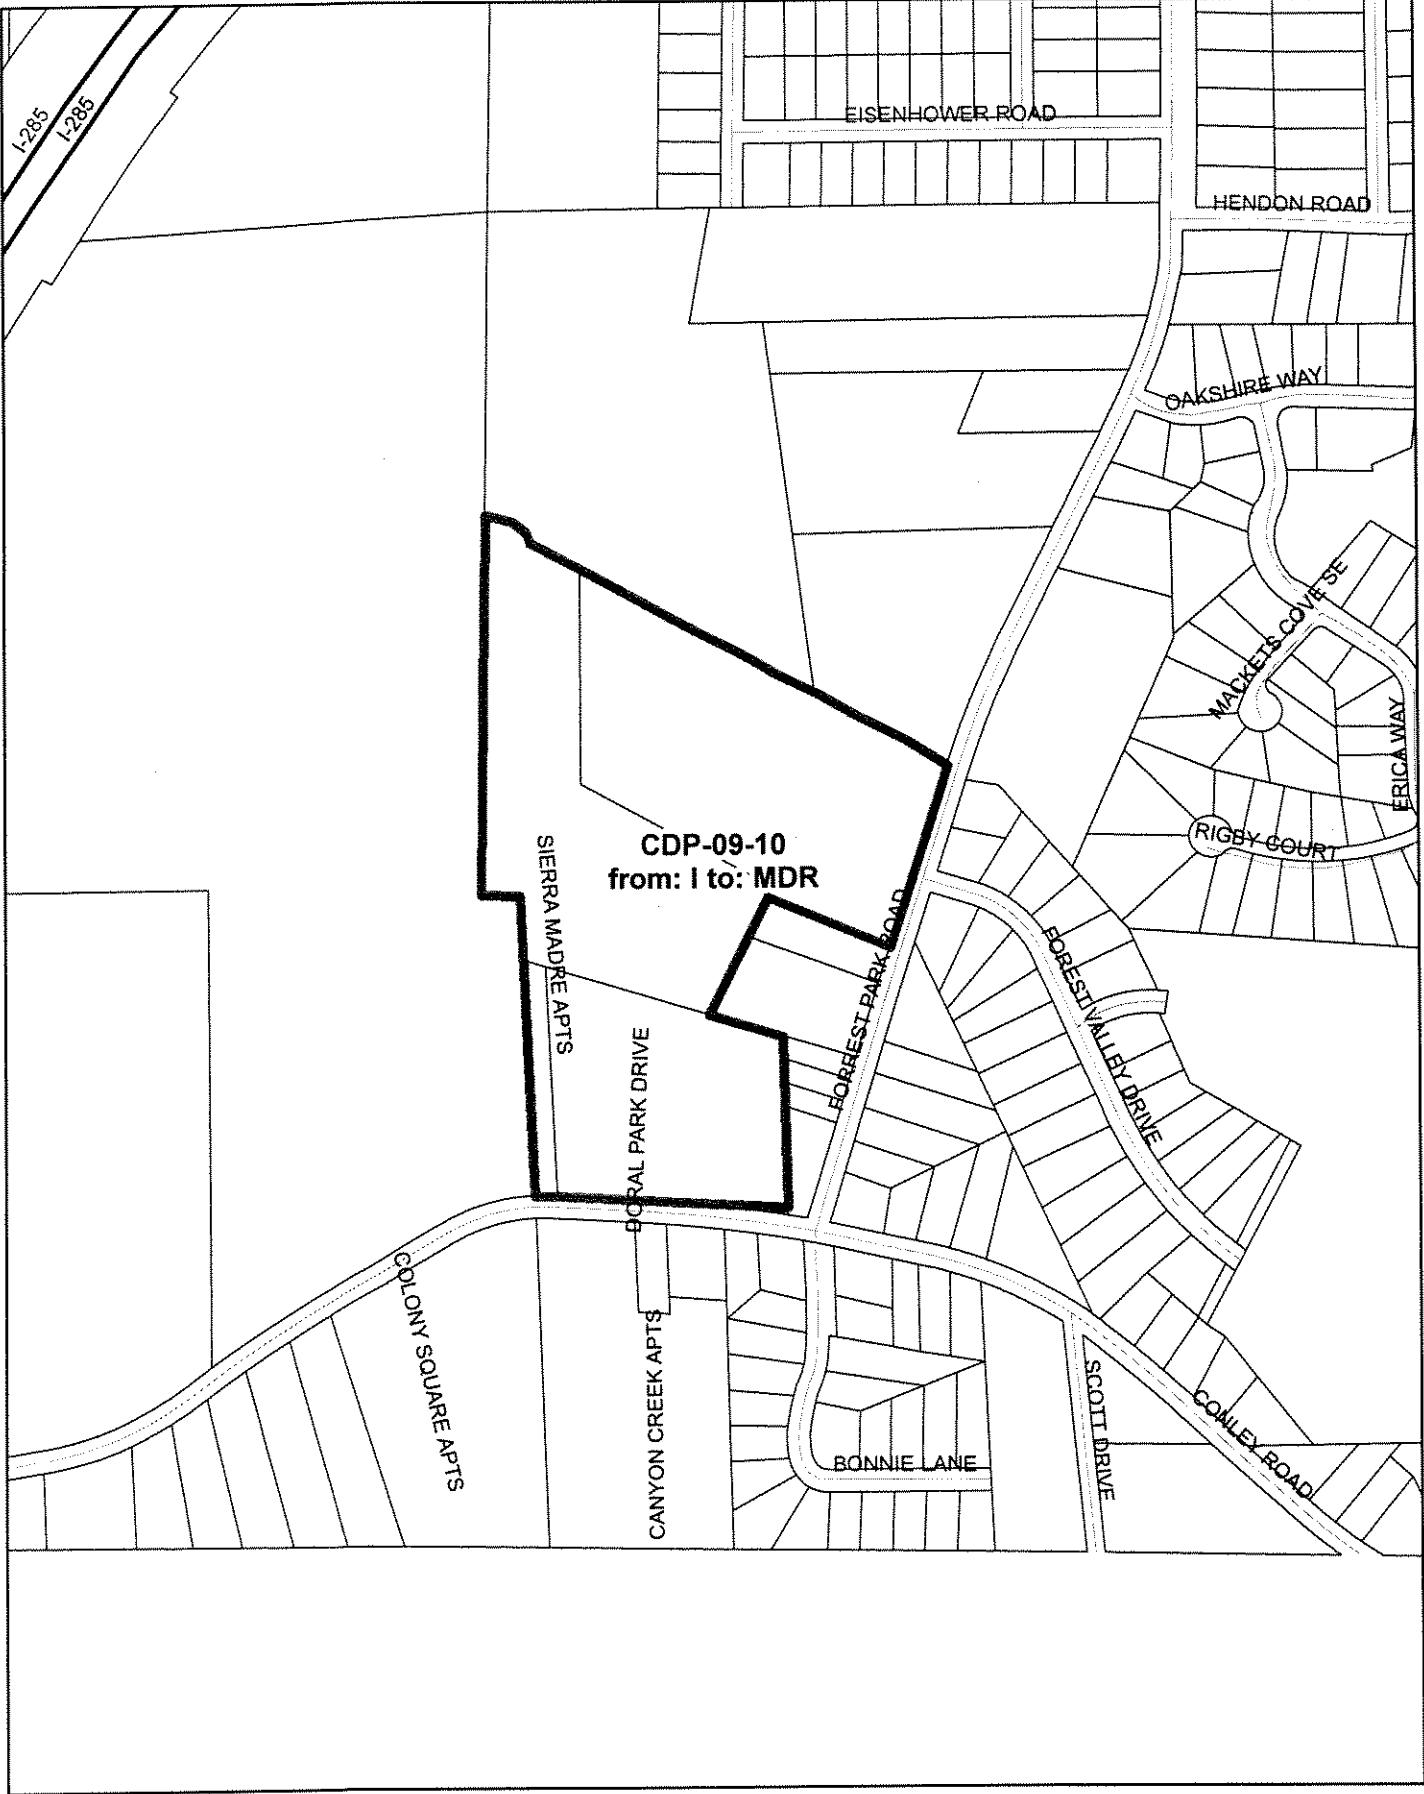 I-285
I-285
EISENHOWER ROAD
HENDON ROAD
OAKSHIRE WAY
MACKETS COVE SE
ERICA WAY
RIGBY COURT
CDP-09-10
from: I to: MDR
SIERRA MADRE APTS
FORREST PARK ROAD
FOREST VALLEY DRIVE
DORAL PARK DRIVE
COLONY SQUARE APTS
CANYON CREEK APTS
SCOTT DRIVE
CONLEY ROAD
BONNIE LANE